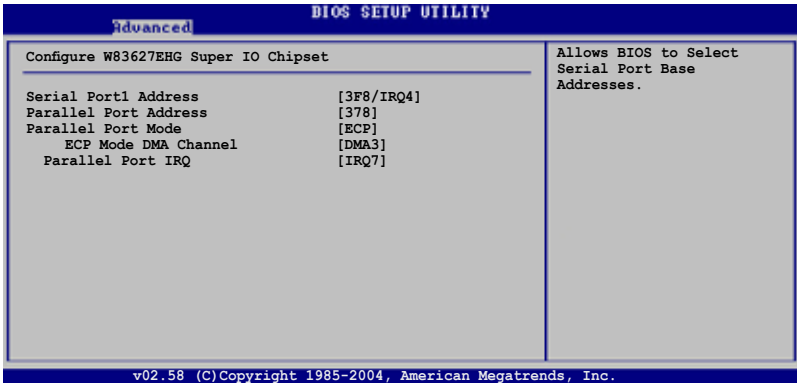 BIOS SETUP UTILITY
Advanced
Configure W83627EHG Super IO Chipset
Serial Port1 Address [3F8/IRQ4]
Parallel Port Address [378]
Parallel Port Mode [ECP]
ECP Mode DMA Channel [DMA3]
Parallel Port IRQ [IRQ7]
Allows BIOS to Select
Serial Port Base
Addresses.
v02.58 (C)Copyright 1985-2004, American Megatrends, Inc.